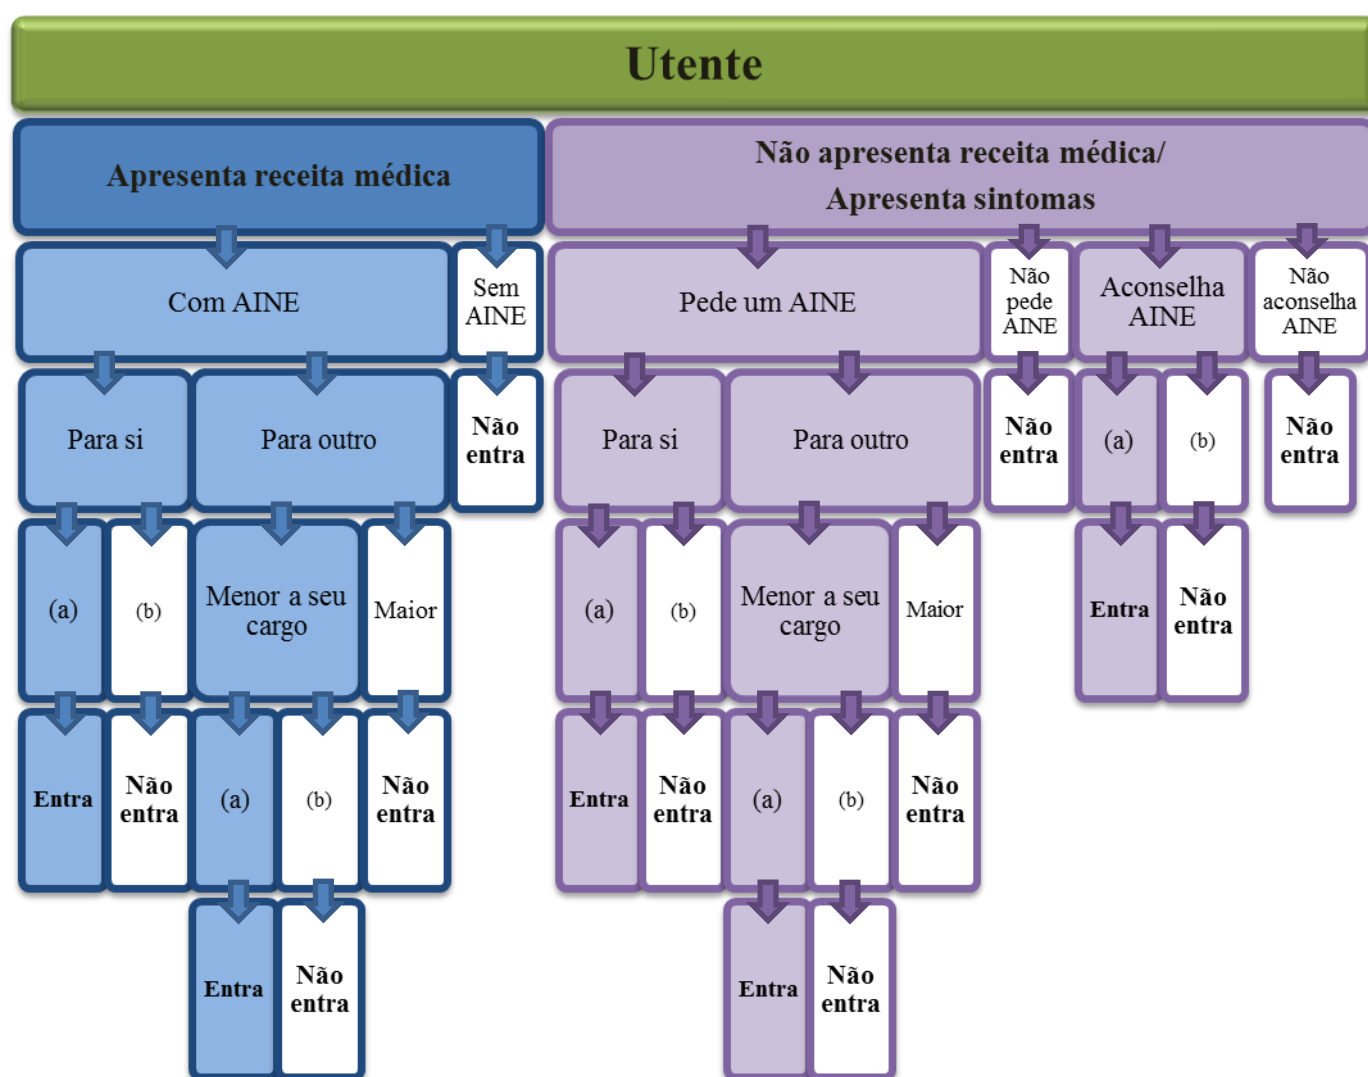 Utente
Apresenta receita médica
Não apresenta receita médica/
Apresenta sintomas
Com AINE
Sem
AINE
Pede um AINE
Não
pede
AINE
Aconselha
AINE
Não
aconselha
AINE
Para si
Para outro
Não
entra
Para si
Para outro
Não
entra
(a)
(b)
Não
entra
(a)
(b)
Menor a seu
cargo
Maior
(a)
(b)
Menor a seu
cargo
Maior
Entra
Não
entra
Entra
Não
entra
(a)
(b)
Não
entra
Entra
Não
entra
(a)
(b)
Não
entra
Entra
Não
entra
Entra
Não
entra